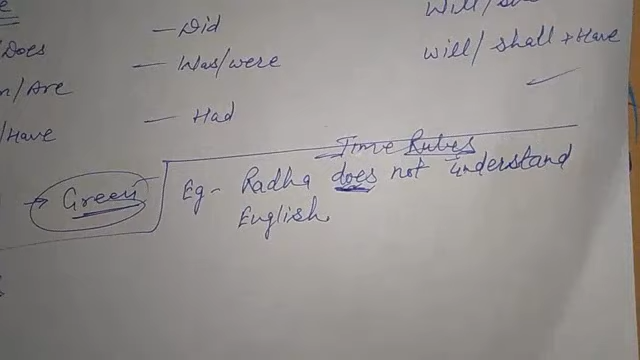 Will/
/Does — Did
/Are — Was/were will/ shall + Have
/Have — Had
Time Rules
→ Green Eg- Radha does not understand
English.